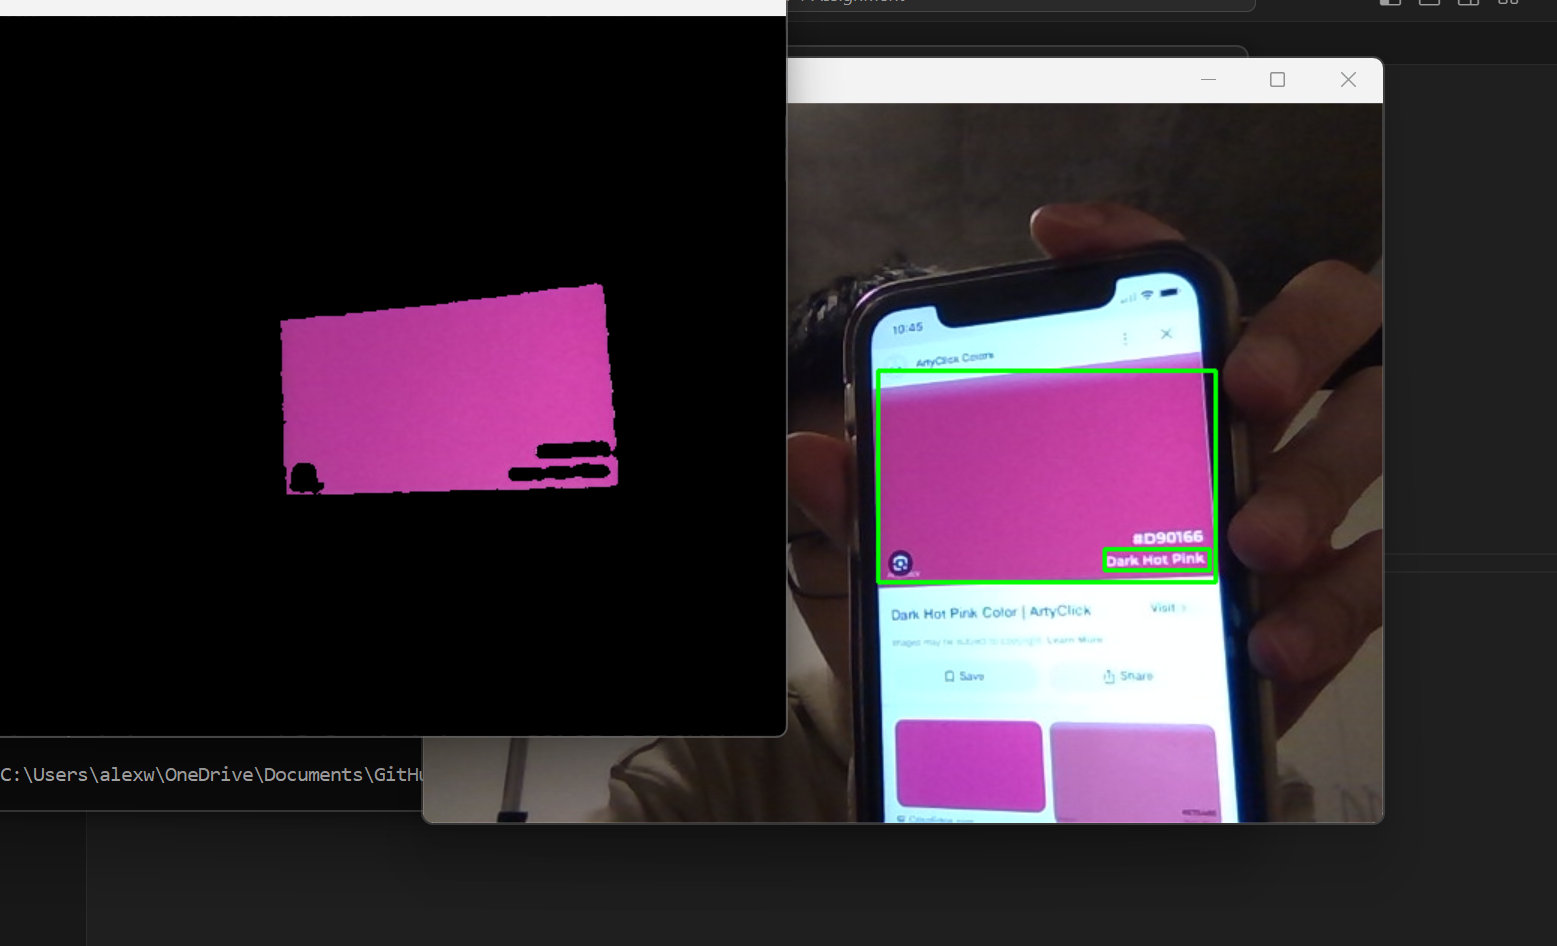 10:45
ArtyClick Colors
#D90166
Dark Hot Pink
Dark Hot Pink Color | ArtyClick
Visit >
Images may be subject to copyright. Learn More
Save
Share
C:\Users\alexw\OneDrive\Documents\GitHu